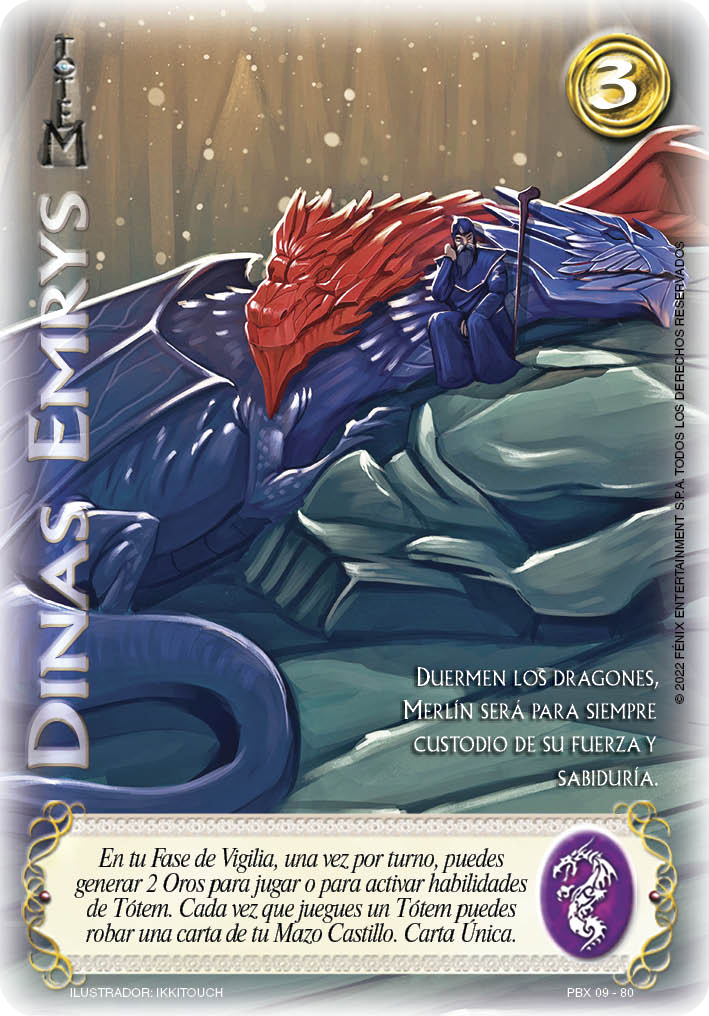 TÓTEM
3
DINAS EMRYS
© 2022 FÉNIX ENTERTAINMENT S.P.A. TODOS LOS DERECHOS RESERVADOS
DUERMEN LOS DRAGONES,
MERLÍN SERÁ PARA SIEMPRE
CUSTODIO DE SU FUERZA Y
SABIDURÍA.
En tu Fase de Vigilia, una vez por turno, puedes
generar 2 Oros para jugar o para activar habilidades
de Tótem. Cada vez que juegues un Tótem puedes
robar una carta de tu Mazo Castillo. Carta Única.
ILUSTRADOR: IKKITOUCH
PBX 09 - 80